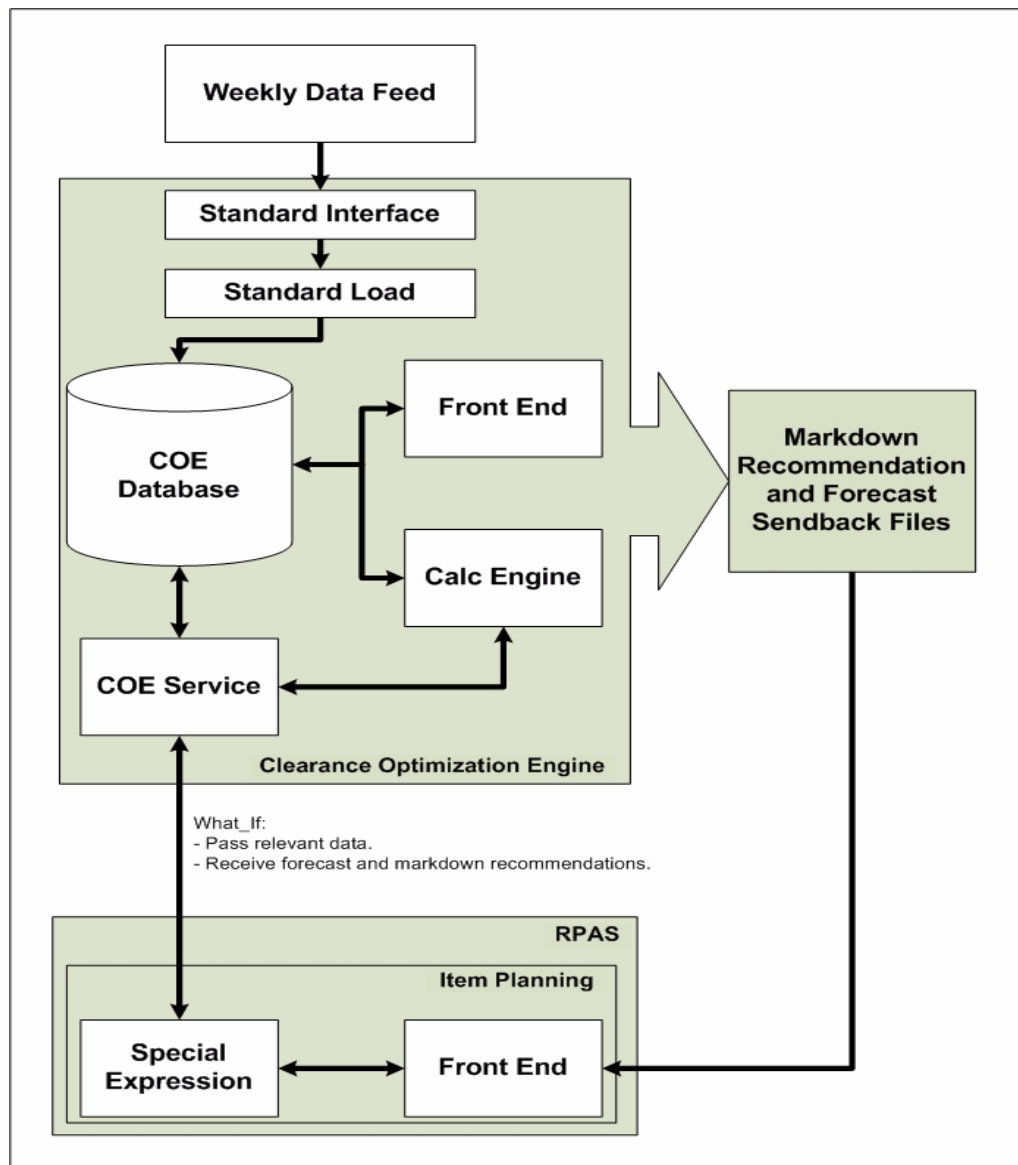 Weekly Data Feed
Standard Interface
Standard Load
COE
Database
Front End
Calc Engine
COE Service
Clearance Optimization Engine
Markdown
Recommendation
and Forecast
Sendback Files
What_If:
- Pass relevant data.
- Receive forecast and markdown recommendations.
RPAS
Item Planning
Special
Expression
Front End